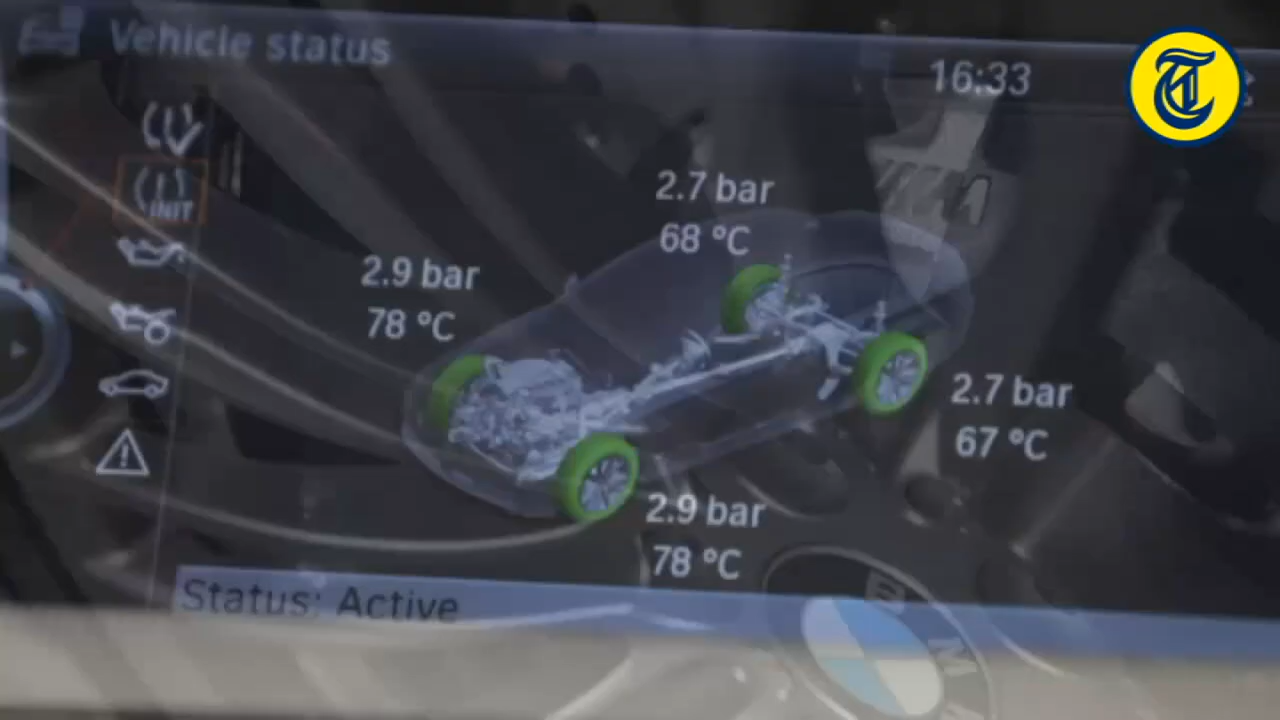 Vehicle status
16:33
INIT
2.7 bar
68 °C
2.9 bar
78 °C
2.7 bar
67 °C
2.9 bar
78 °C
Status: Active
B M
T